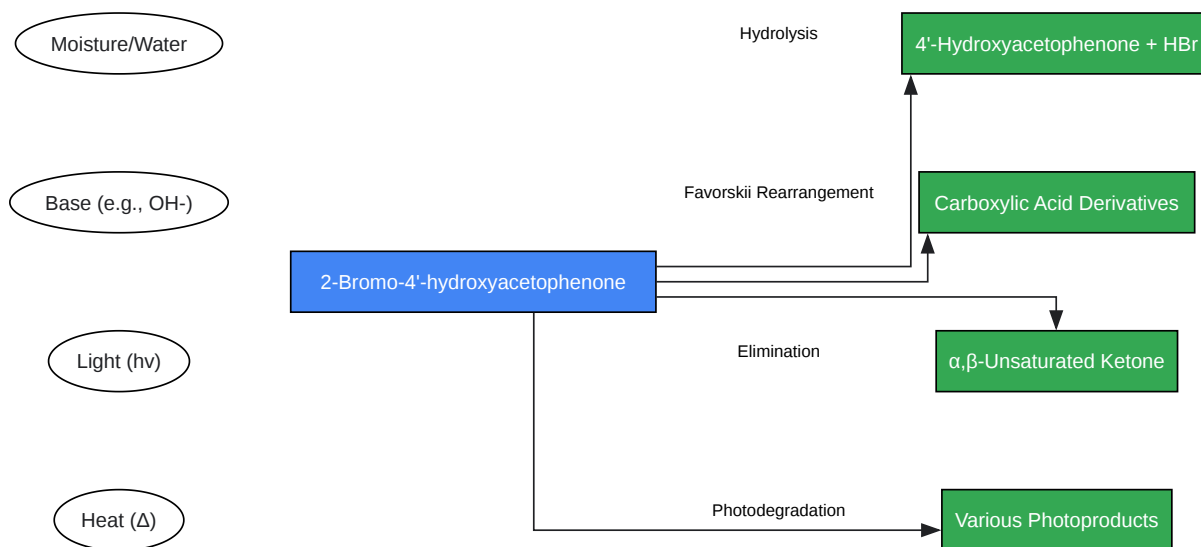 Moisture/Water
Hydrolysis
4'-Hydroxyacetophenone + HBr
Base (e.g., OH-)
Favorskii Rearrangement
Carboxylic Acid Derivatives
2-Bromo-4'-hydroxyacetophenone
Light (hv)
Elimination
α,β-Unsaturated Ketone
Heat (Δ)
Photodegradation
Various Photoproducts